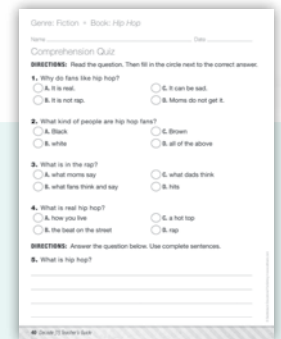 Genre: Fiction • Book: Hip Hop
Name Date
Comprehension Quiz
DIRECTIONS: Read the question. Then fill in the circle next to the correct answer.
1. Why do fans like hip hop?
A. It is real. C. It can be sad.
B. It is not rap. D. Moms do not get it.
2. What kind of people are hip hop fans?
A. Black C. Brown
B. white D. all of the above
3. What is in the rap?
A. what moms say C. what dads think
B. what fans think and say D. hits
4. What is real hip hop?
A. how you live C. a hot top
B. the beat on the street D. rap
DIRECTIONS: Answer the question below. Use complete sentences.
5. What is hip hop?
Teacher's Guide